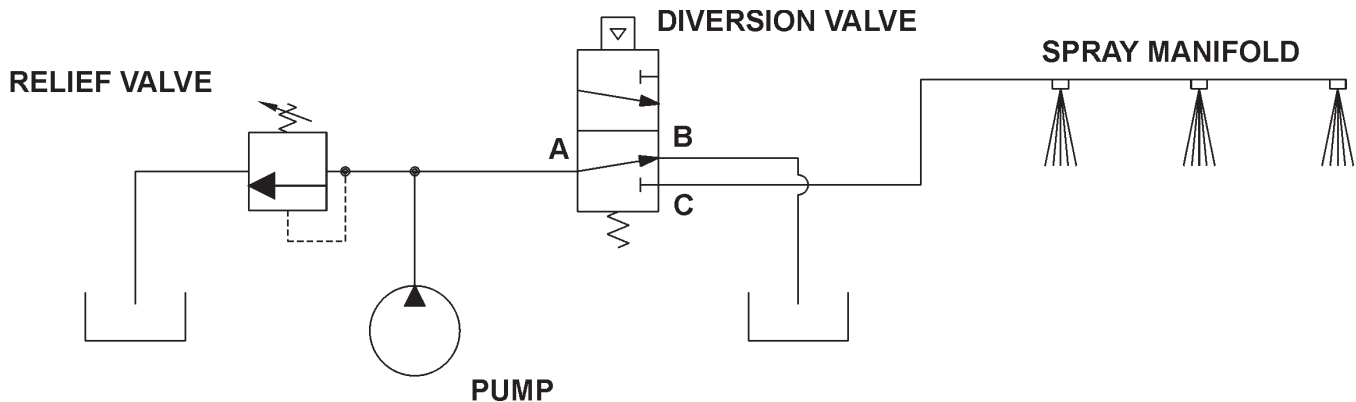 DIVERSION VALVE
SPRAY MANIFOLD
RELIEF VALVE
A
B
C
PUMP